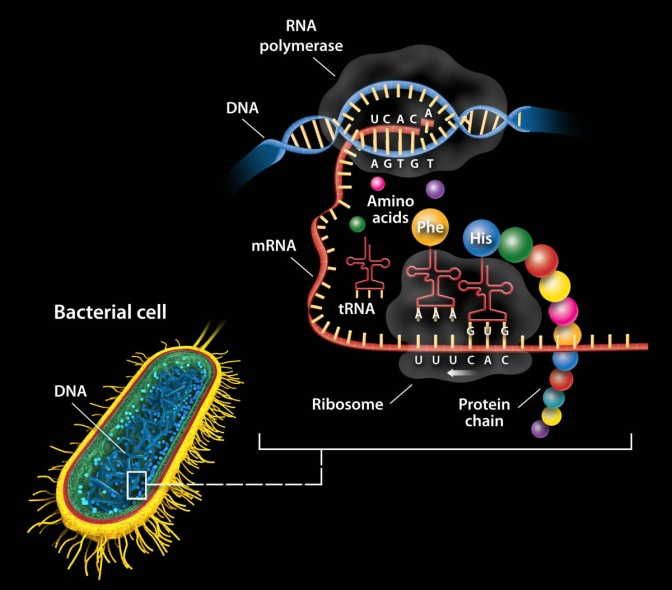 RNA
polymerase
DNA
U C A C A
A G T G T
Amino
acids
Phe
His
mRNA
tRNA
A A A
G U G
U U U C A C
Bacterial cell
DNA
Ribosome
Protein
chain